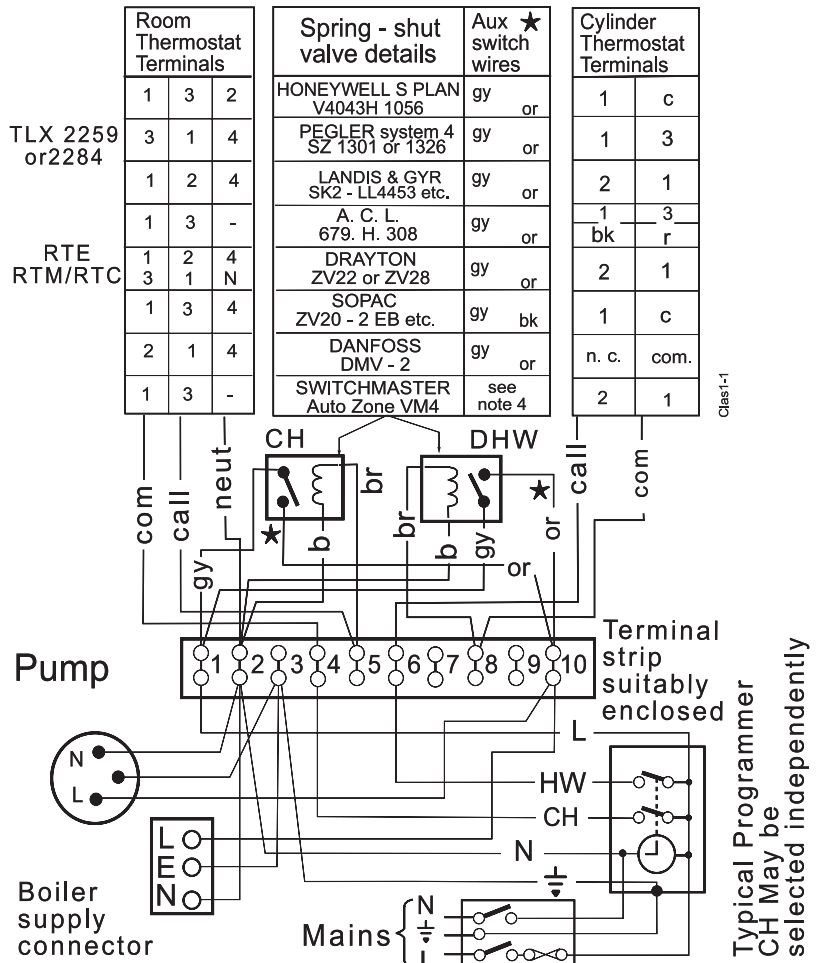 Room Thermostat Terminals
Spring - shut valve details
Aux ★ switch wires
Cylinder Thermostat Terminals
1 3 2
HONEYWELL S PLAN V4043H 1056
gy or
1 c
TLX 2259 or2284
3 1 4
PEGLER system 4 SZ 1301 or 1326
gy or
1 3
1 2 4
LANDIS & GYR SK2 - LL4453 etc.
gy or
2 1
1 3 -
A. C. L. 679. H. 308
gy or
1 3
bk r
RTE RTM/RTC
1 2 4
3 1 N
DRAYTON ZV22 or ZV28
gy or
2 1
1 3 4
SOPAC ZV20 - 2 EB etc.
gy bk
1 c
2 1 4
DANFOSS DMV - 2
gy or
n. c. com.
1 3 -
SWITCHMASTER Auto Zone VM4
see note 4
2 1
Clas1-1
com
call
neut
CH
DHW
br
br
b
b
gy
gy
★
★
or
or
call
com
1 2 3 4 5 6 7 8 9 10
Terminal strip suitably enclosed
Pump
N
L
L
HW
CH
N
Typical Programmer
CH May be
selected independently
L
E
N
Boiler supply connector
Mains
N
L